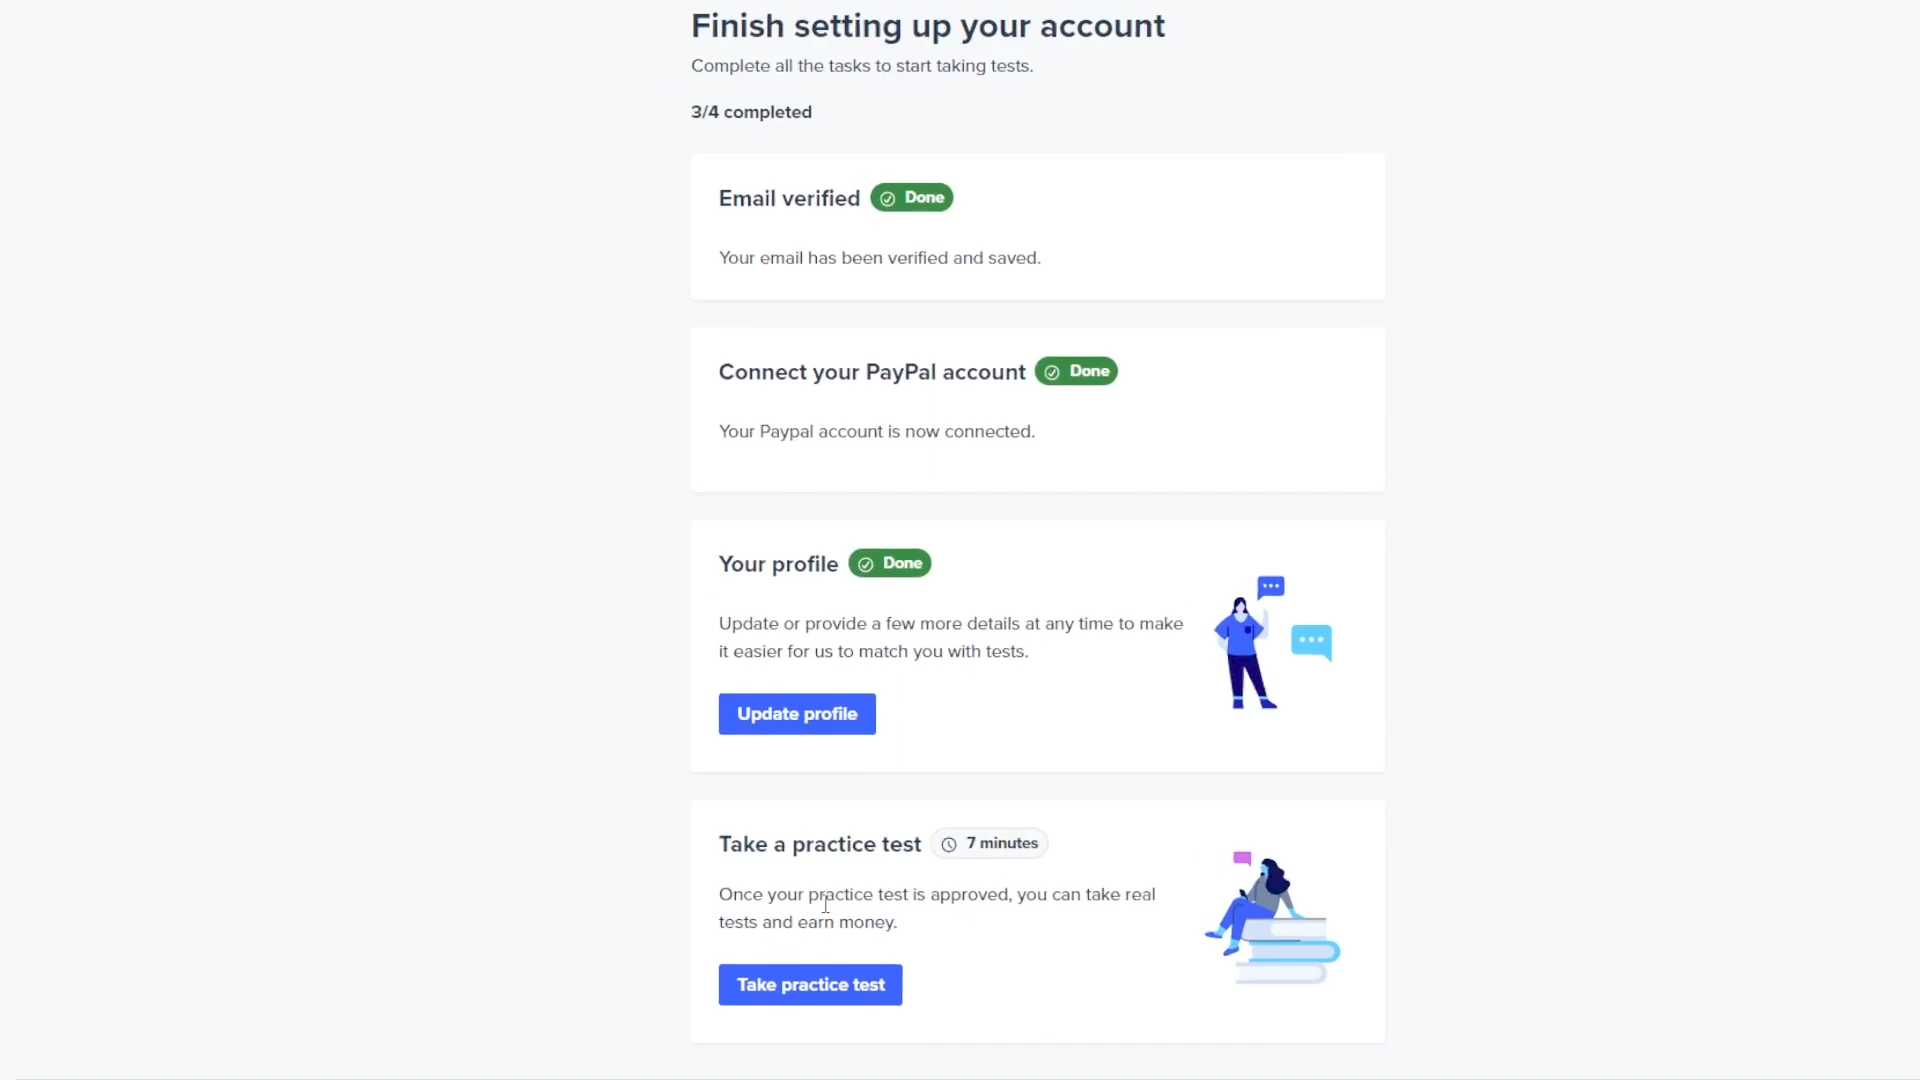 Finish setting up your account
Complete all the tasks to start taking tests.
3/4 completed
Email verified Done
Your email has been verified and saved.
Connect your PayPal account Done
Your Paypal account is now connected.
Your profile Done
Update or provide a few more details at any time to make
it easier for us to match you with tests.
Update profile
Take a practice test 7 minutes
Once your practice test is approved, you can take real
tests and earn money.
Take practice test